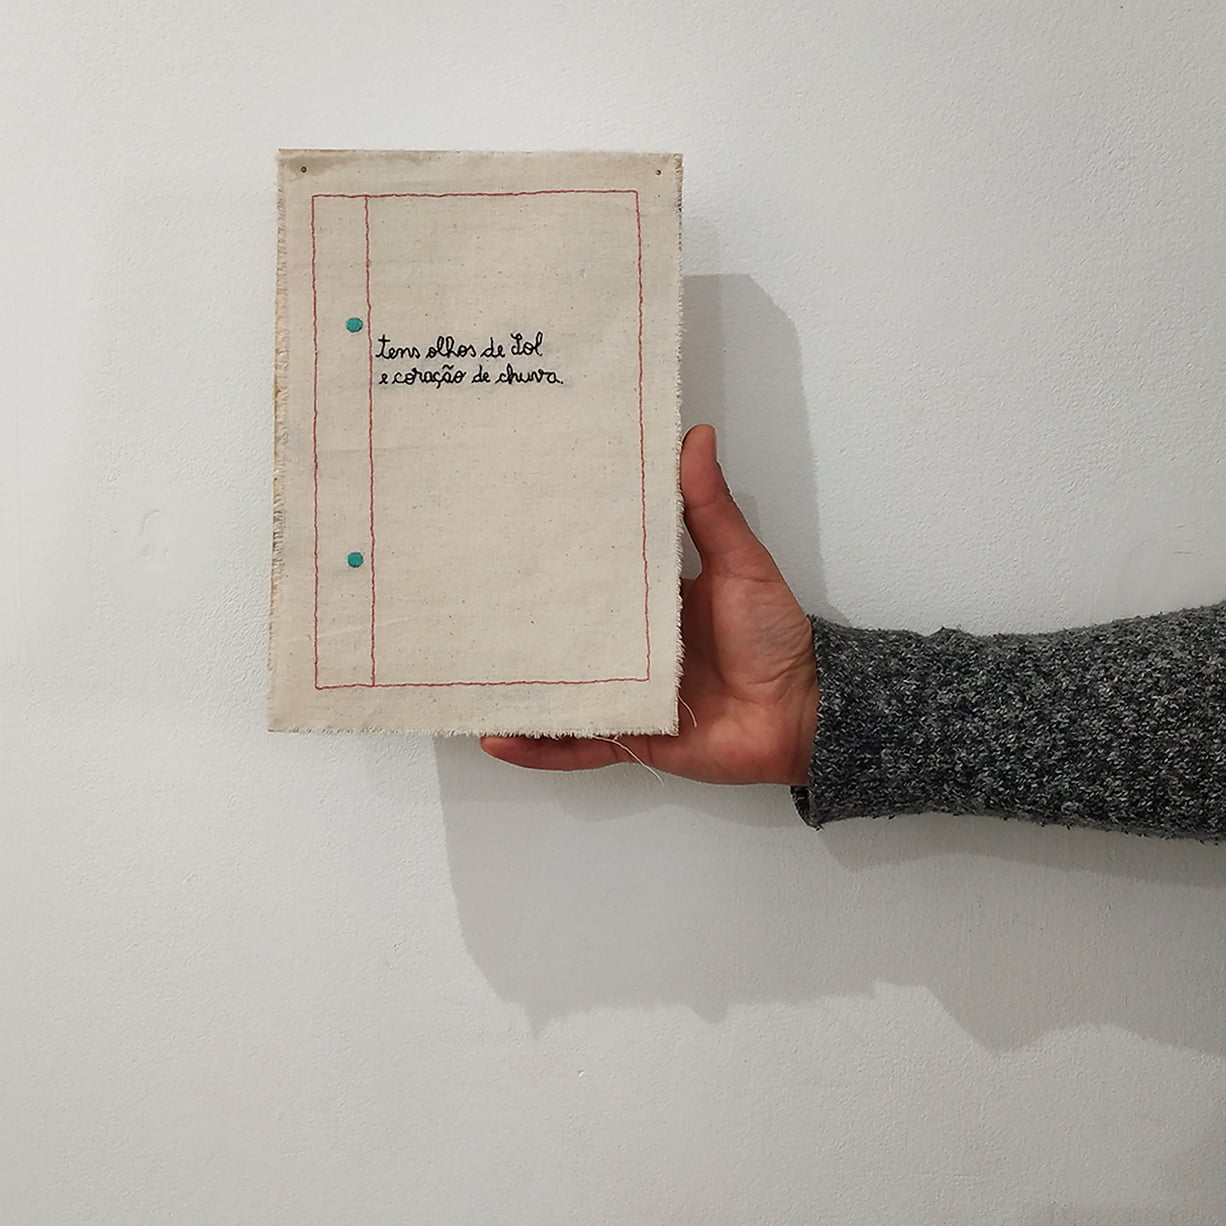 tens olhos de Sol
e coração de chuva.